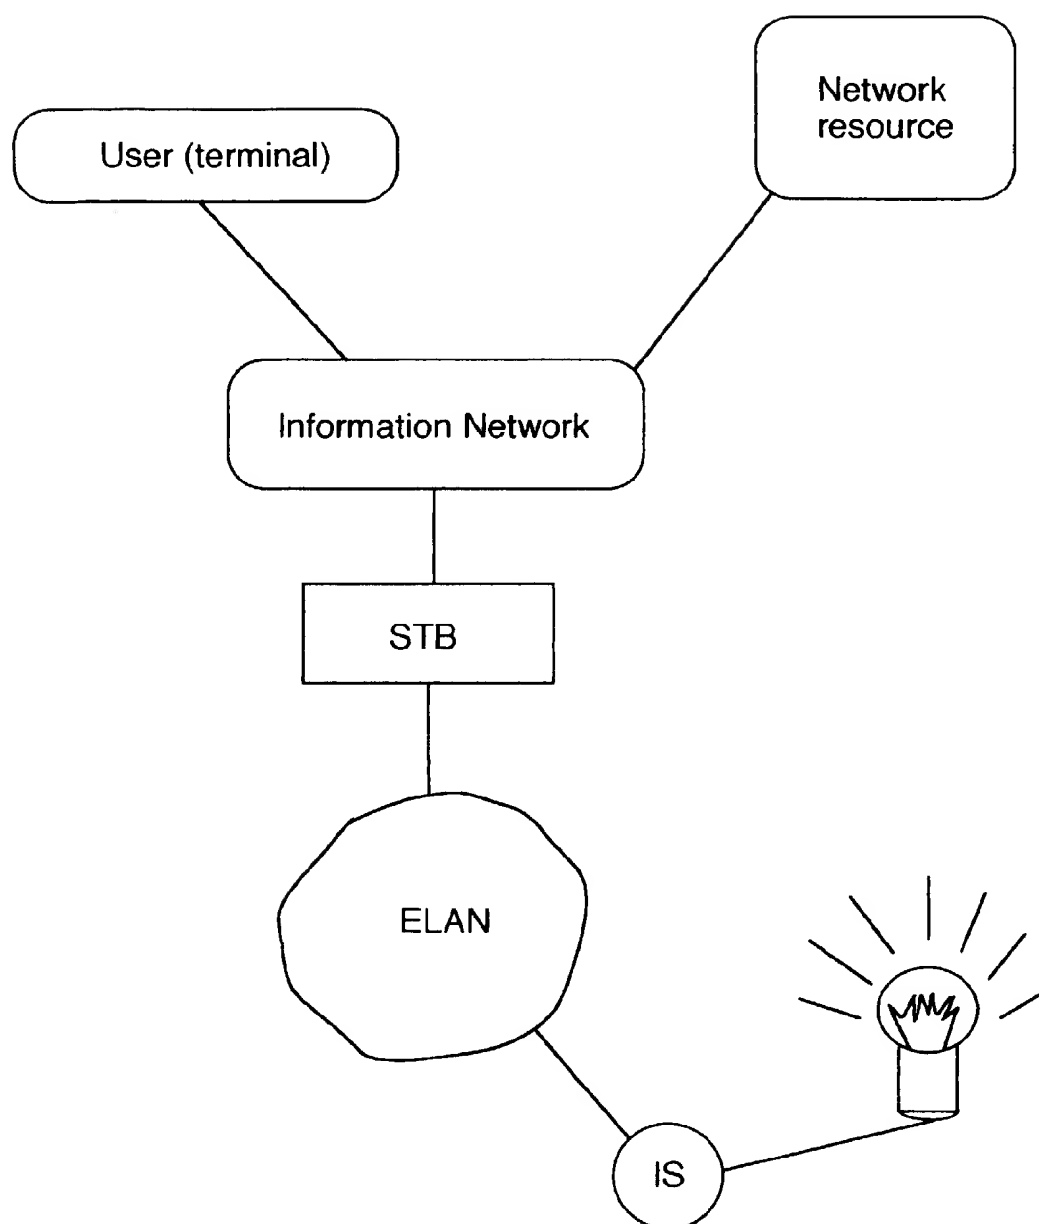 Network
resource
User (terminal)
Information Network
STB
ELAN
IS